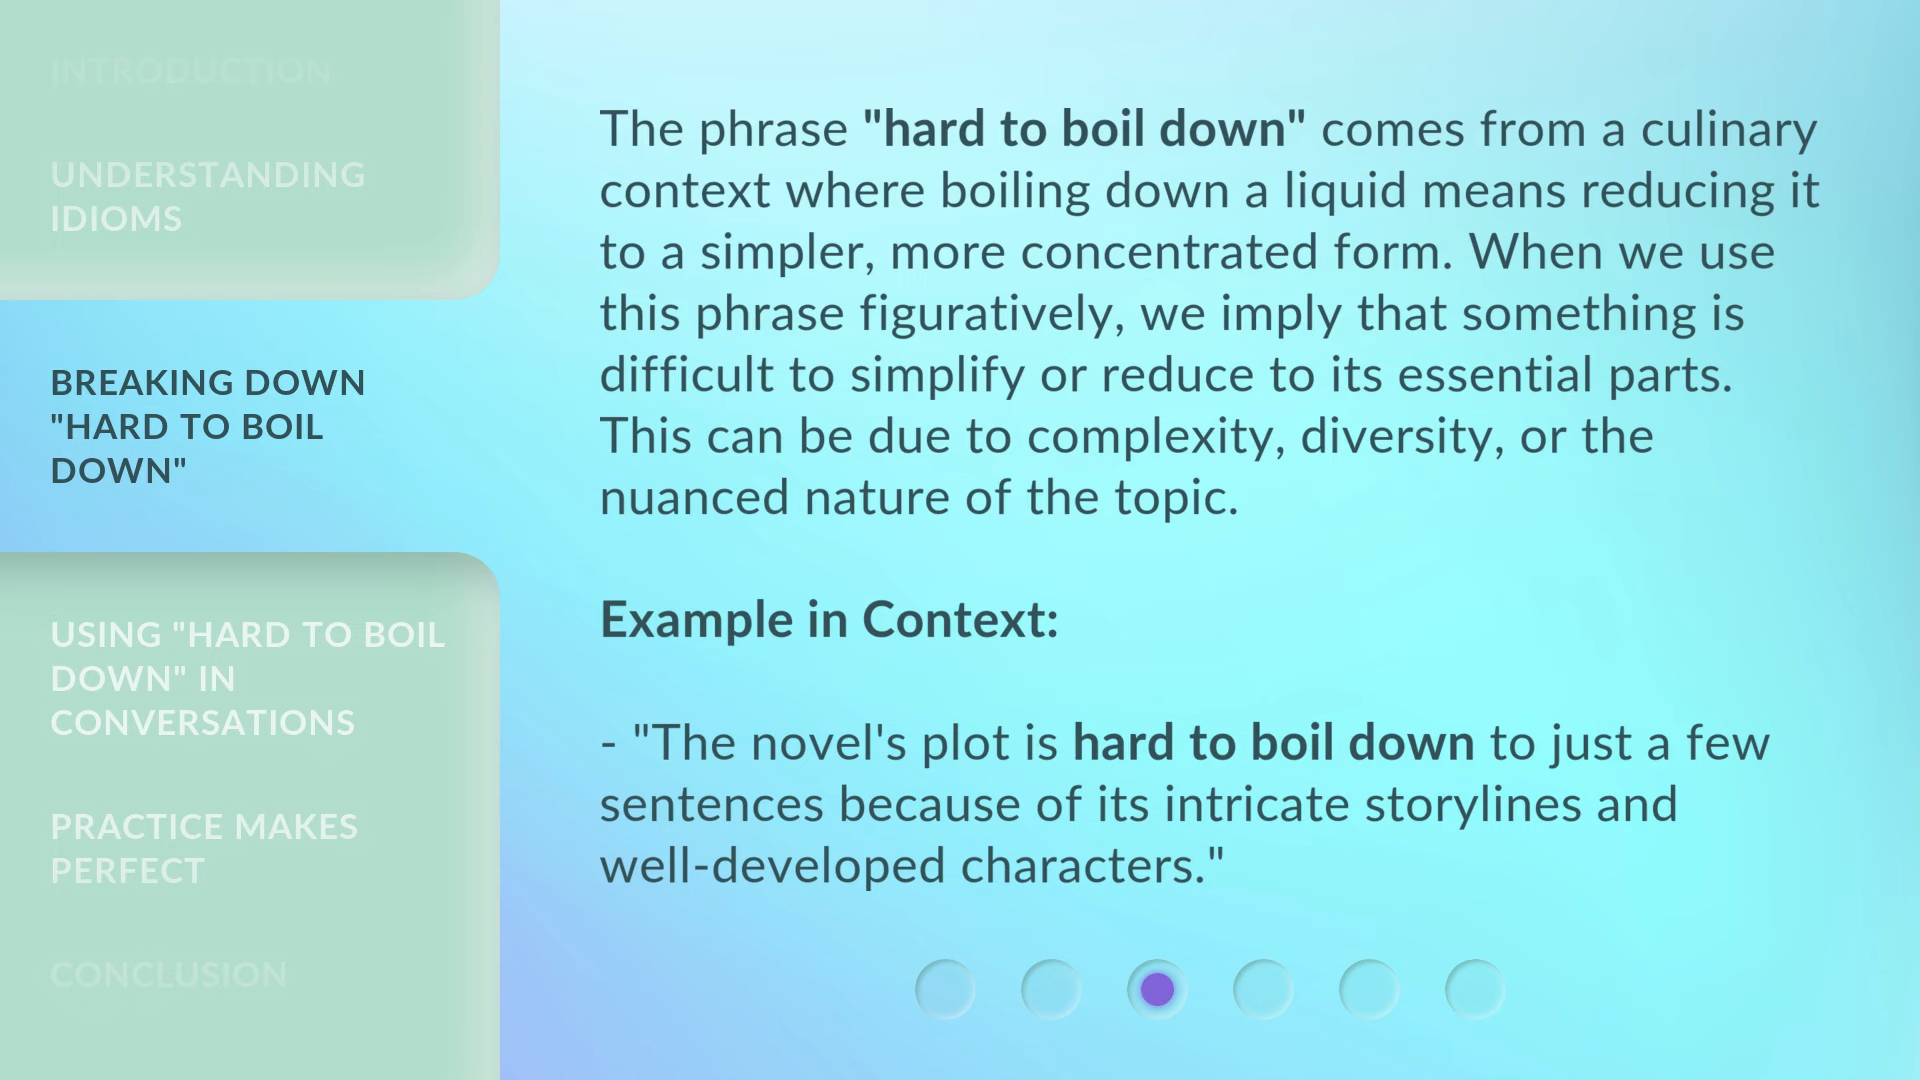 INTRODUCTION
UNDERSTANDING
IDIOMS
BREAKING DOWN
"HARD TO BOIL
DOWN"
USING "HARD TO BOIL
DOWN" IN
CONVERSATIONS
PRACTICE MAKES
PERFECT
CONCLUSION
The phrase "hard to boil down" comes from a culinary
context where boiling down a liquid means reducing it
to a simpler, more concentrated form. When we use
this phrase figuratively, we imply that something is
difficult to simplify or reduce to its essential parts.
This can be due to complexity, diversity, or the
nuanced nature of the topic.
Example in Context:
- "The novel's plot is hard to boil down to just a few
sentences because of its intricate storylines and
well-developed characters."